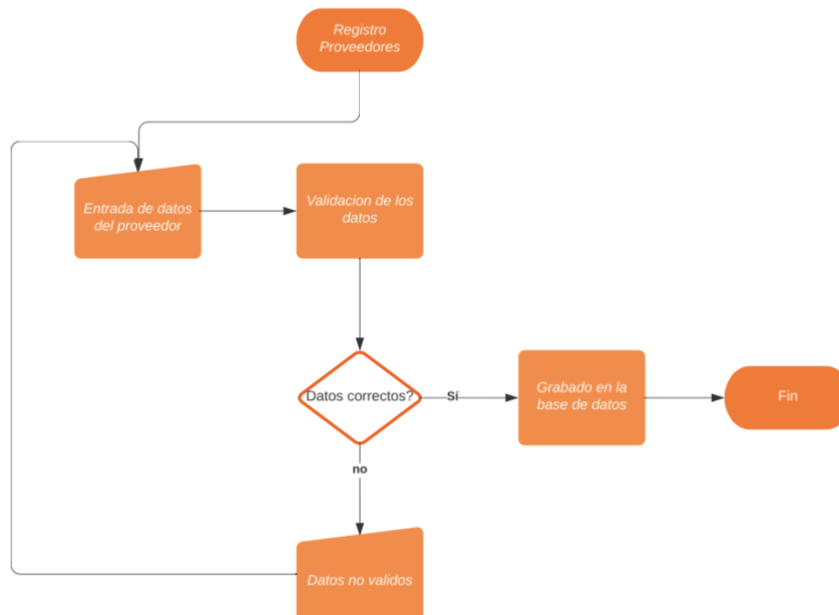 Registro
Proveedores
Entrada de datos
del proveedor
Validacion de los
datos
Datos correctos?
Sí
Grabado en la
base de datos
Fin
no
Datos no validos